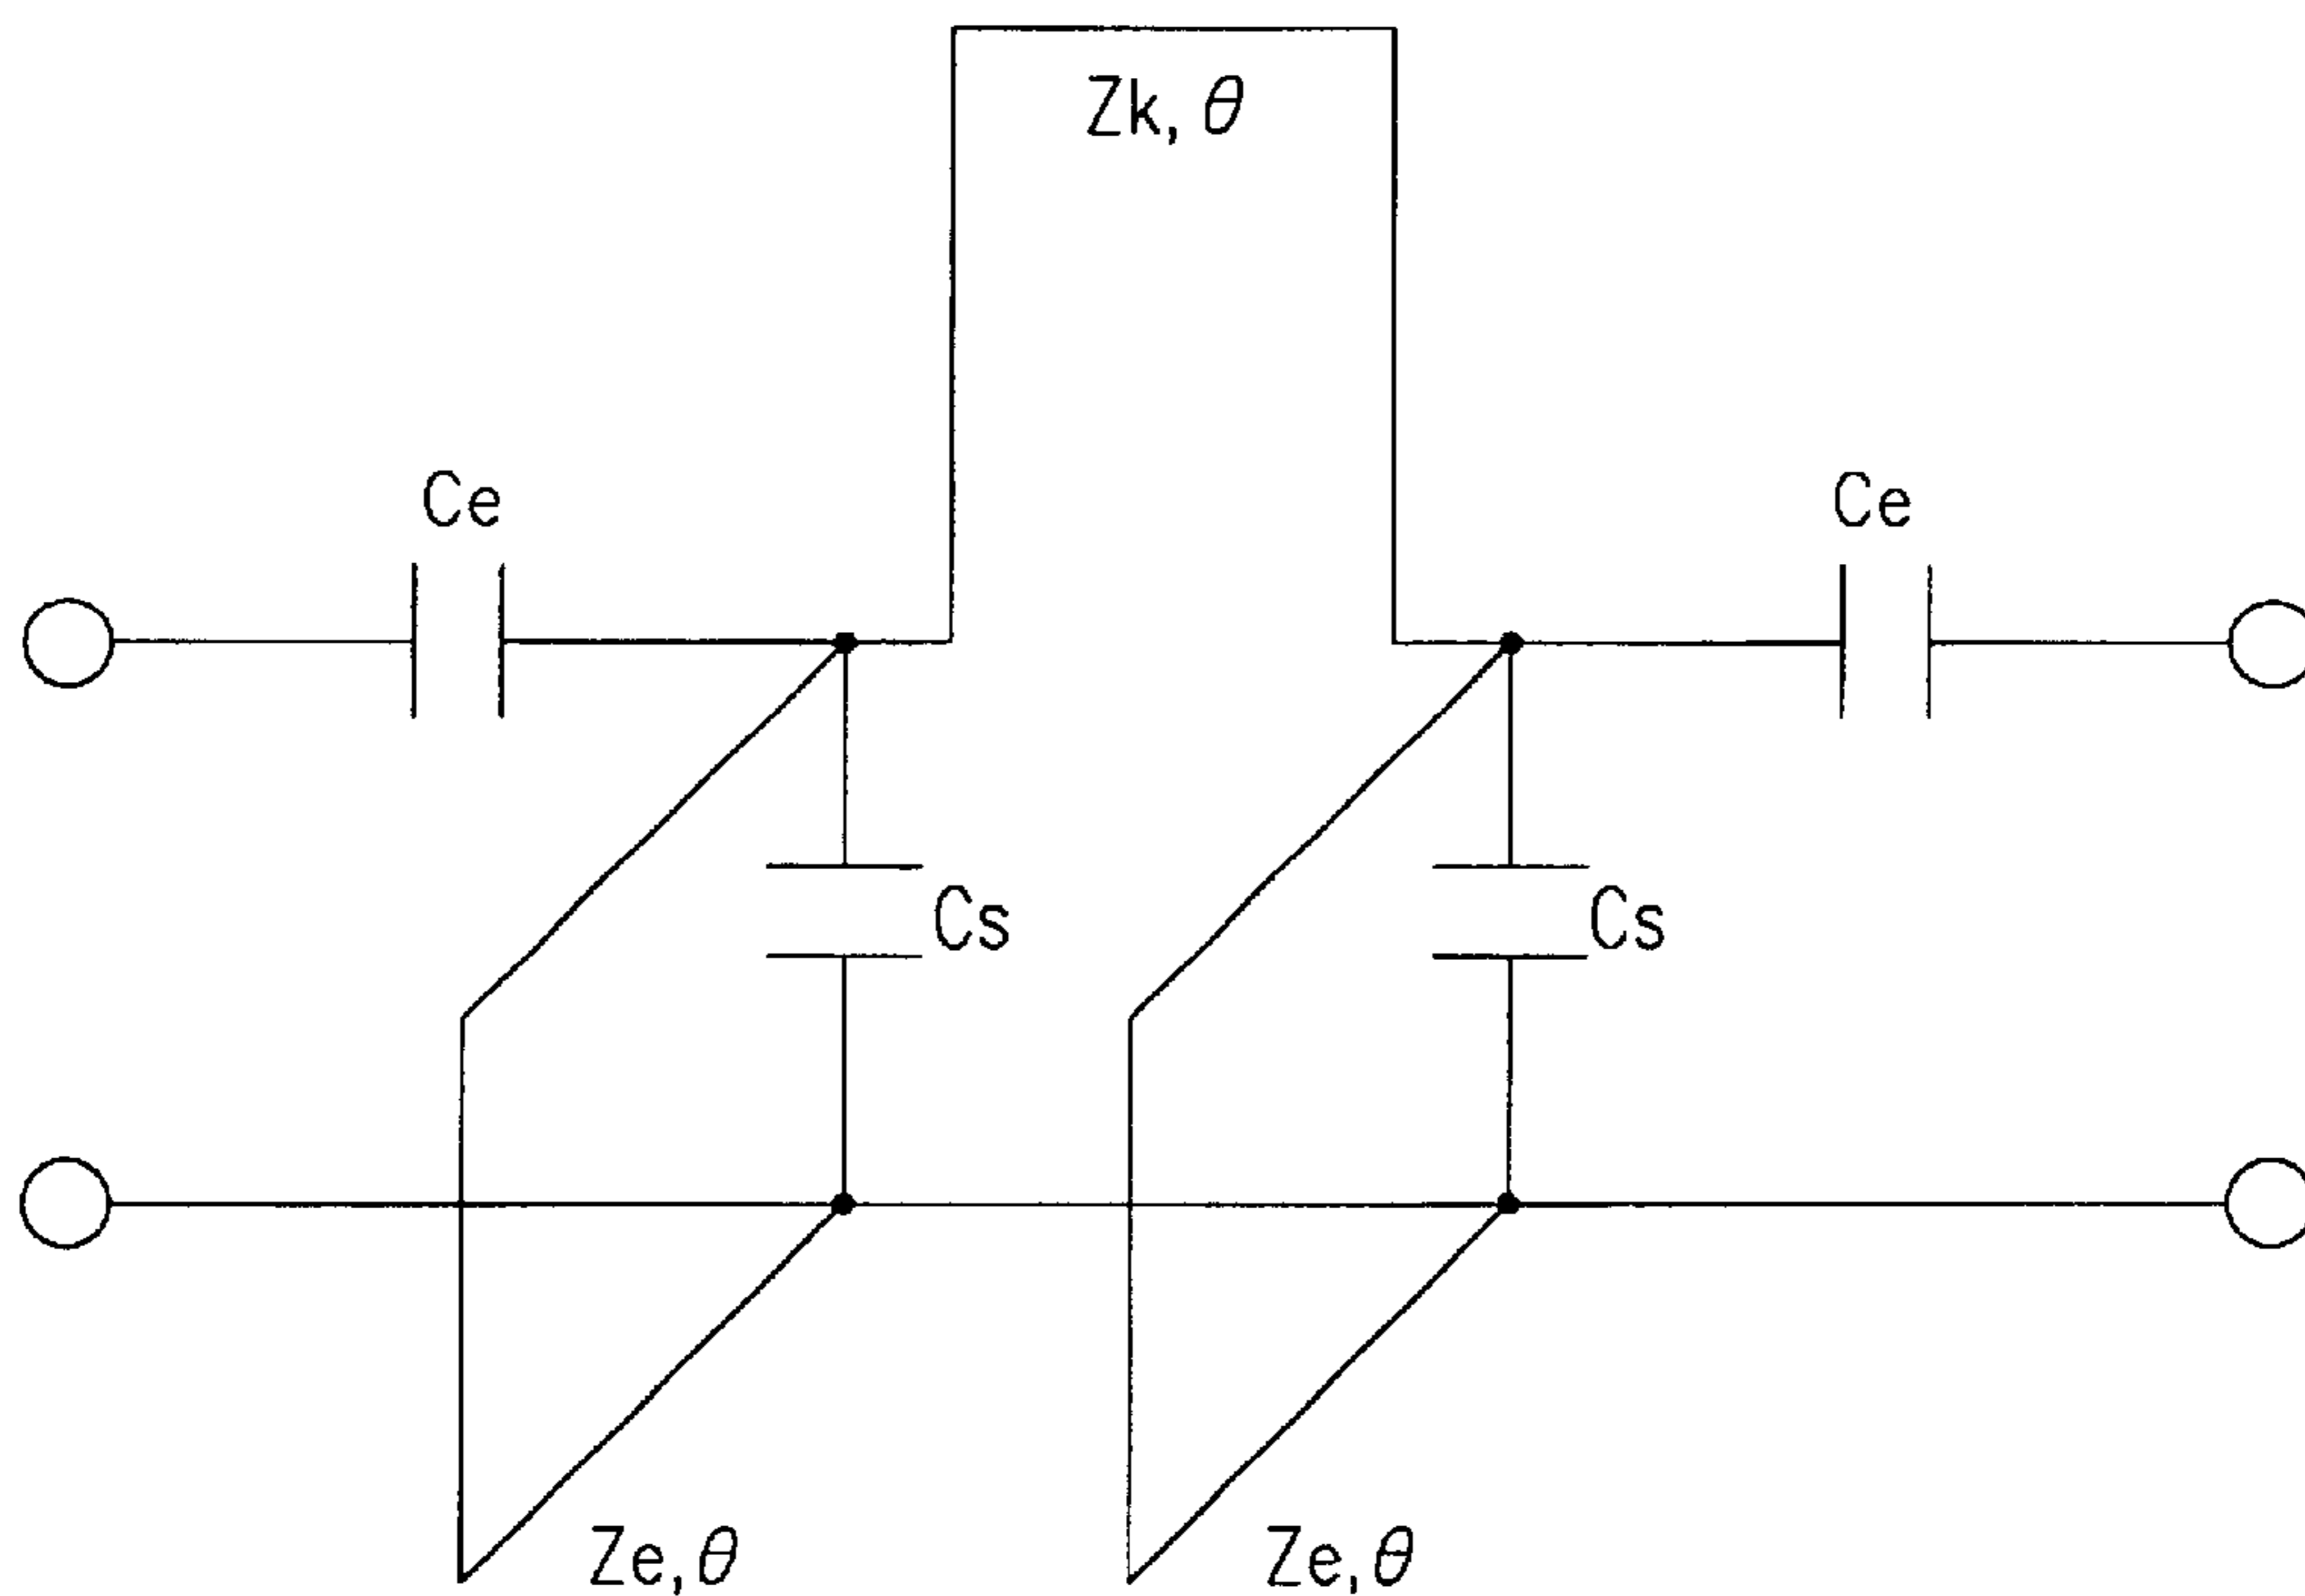 Zk, θ
Ce
Ce
Cs
Cs
Ze, θ
Ze, θ